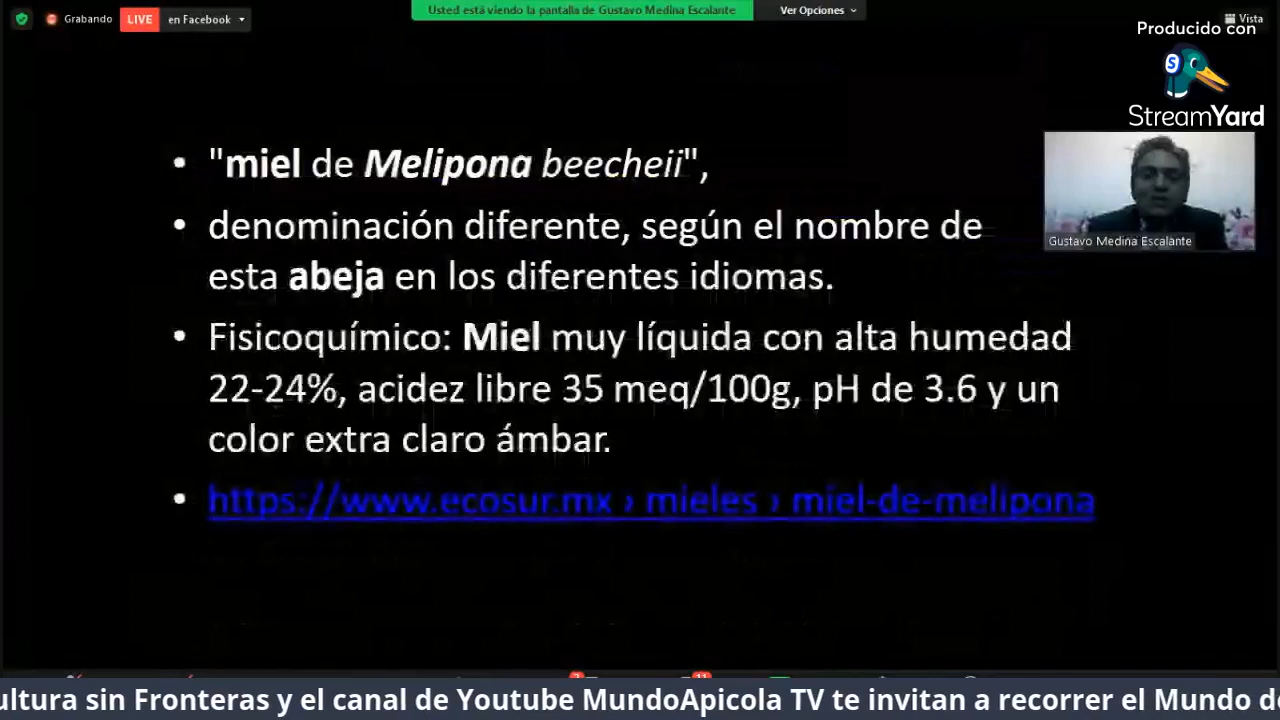 Grabando LIVE en Facebook
Usted está viendo la pantalla de Gustavo Medina Escalante Ver Opciones
Vista
Producido con
StreamYard
Gustavo Medina Escalante
• "miel de Melipona beecheii",
• denominación diferente, según el nombre de
esta abeja en los diferentes idiomas.
• Fisicoquímico: Miel muy líquida con alta humedad
22-24%, acidez libre 35 meq/100g, pH de 3.6 y un
color extra claro ámbar.
• https://www.ecosur.mx › mieles › miel-de-melipona
ultura sin Fronteras y el canal de Youtube MundoApicola TV te invitan a recorrer el Mundo d